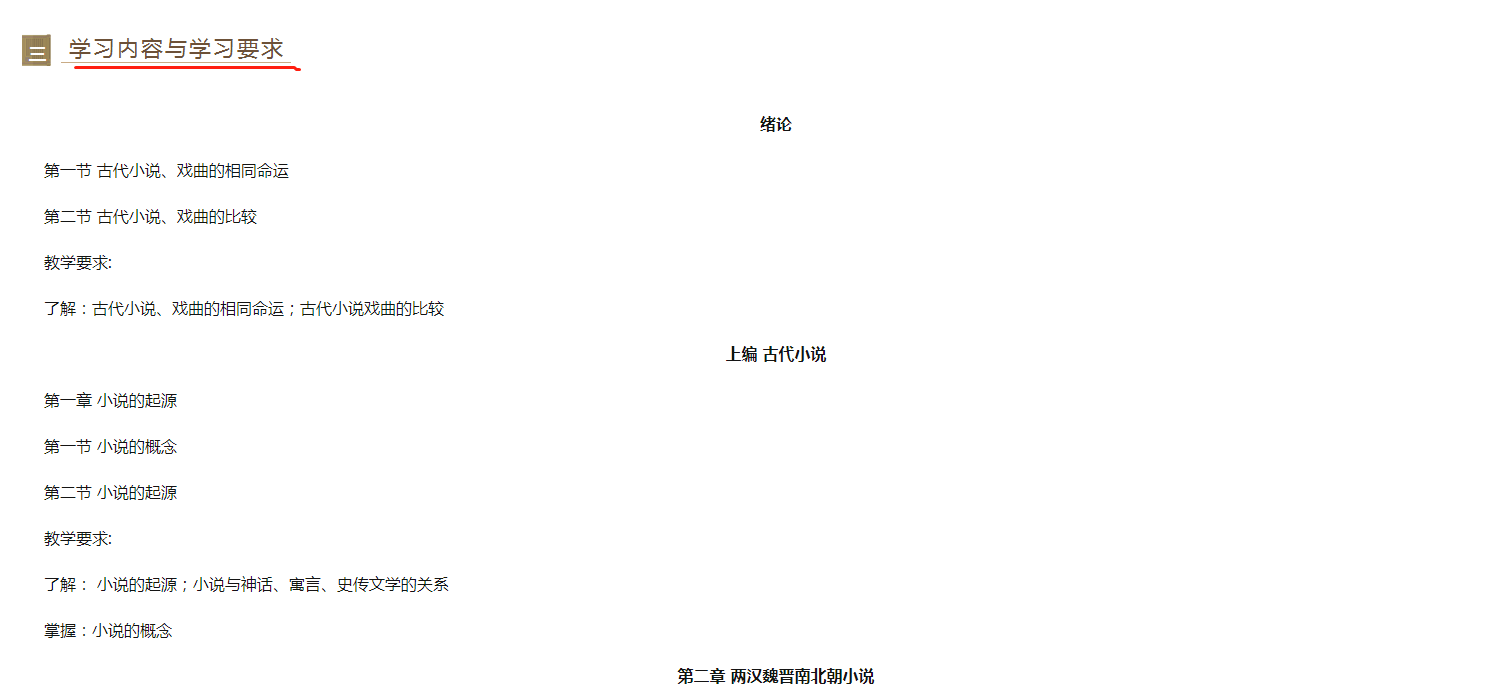 三 学习内容与学习要求
绪论
第一节 古代小说、戏曲的相同命运
第二节 古代小说、戏曲的比较
教学要求:
了解：古代小说、戏曲的相同命运；古代小说戏曲的比较
上编 古代小说
第一章 小说的起源
第一节 小说的概念
第二节 小说的起源
教学要求:
了解： 小说的起源；小说与神话、寓言、史传文学的关系
掌握：小说的概念
第二章 两汉魏晋南北朝小说